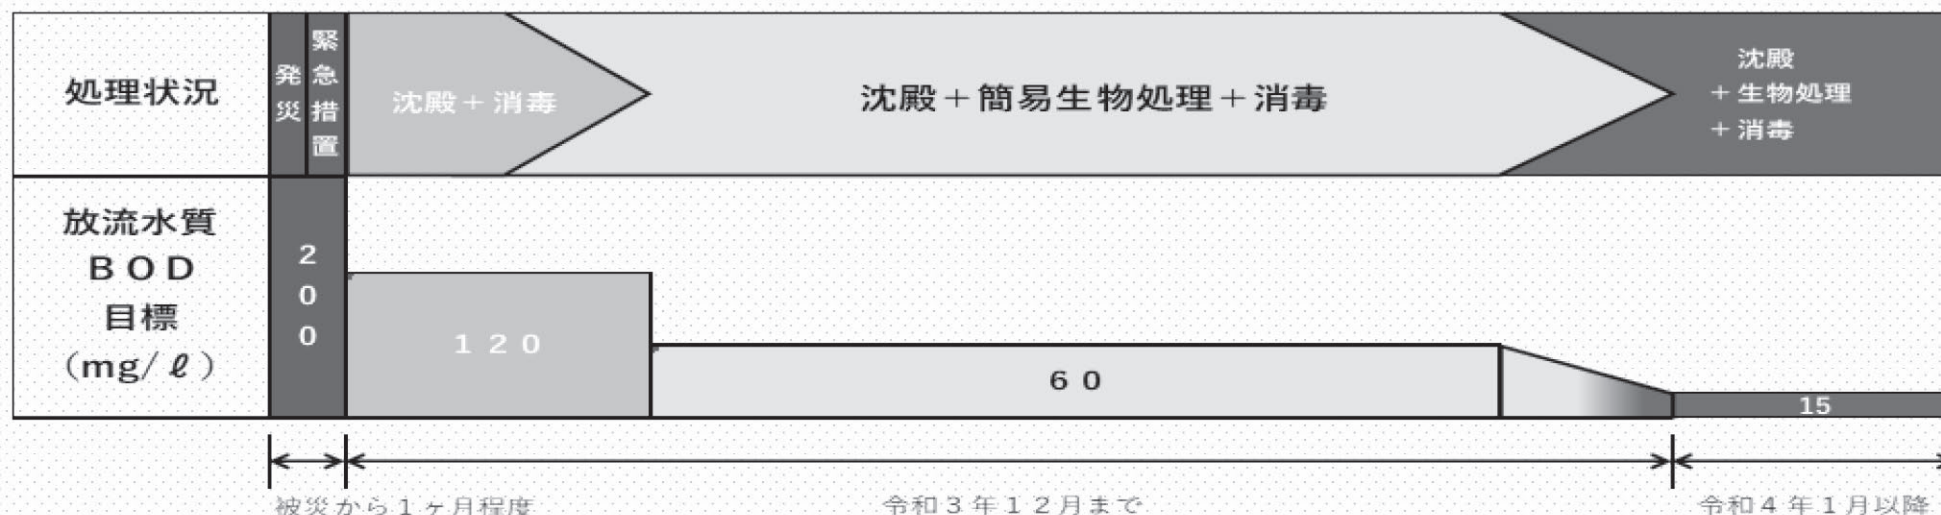 処理状況
発災
緊急措置
沈殿＋消毒
沈殿＋簡易生物処理＋消毒
沈殿
＋生物処理
＋消毒
放流水質
ＢＯＤ
目標
（mg/ℓ）
２００
１２０
６０
15
被災から１ヶ月程度
令和３年１２月まで
令和４年１月以降